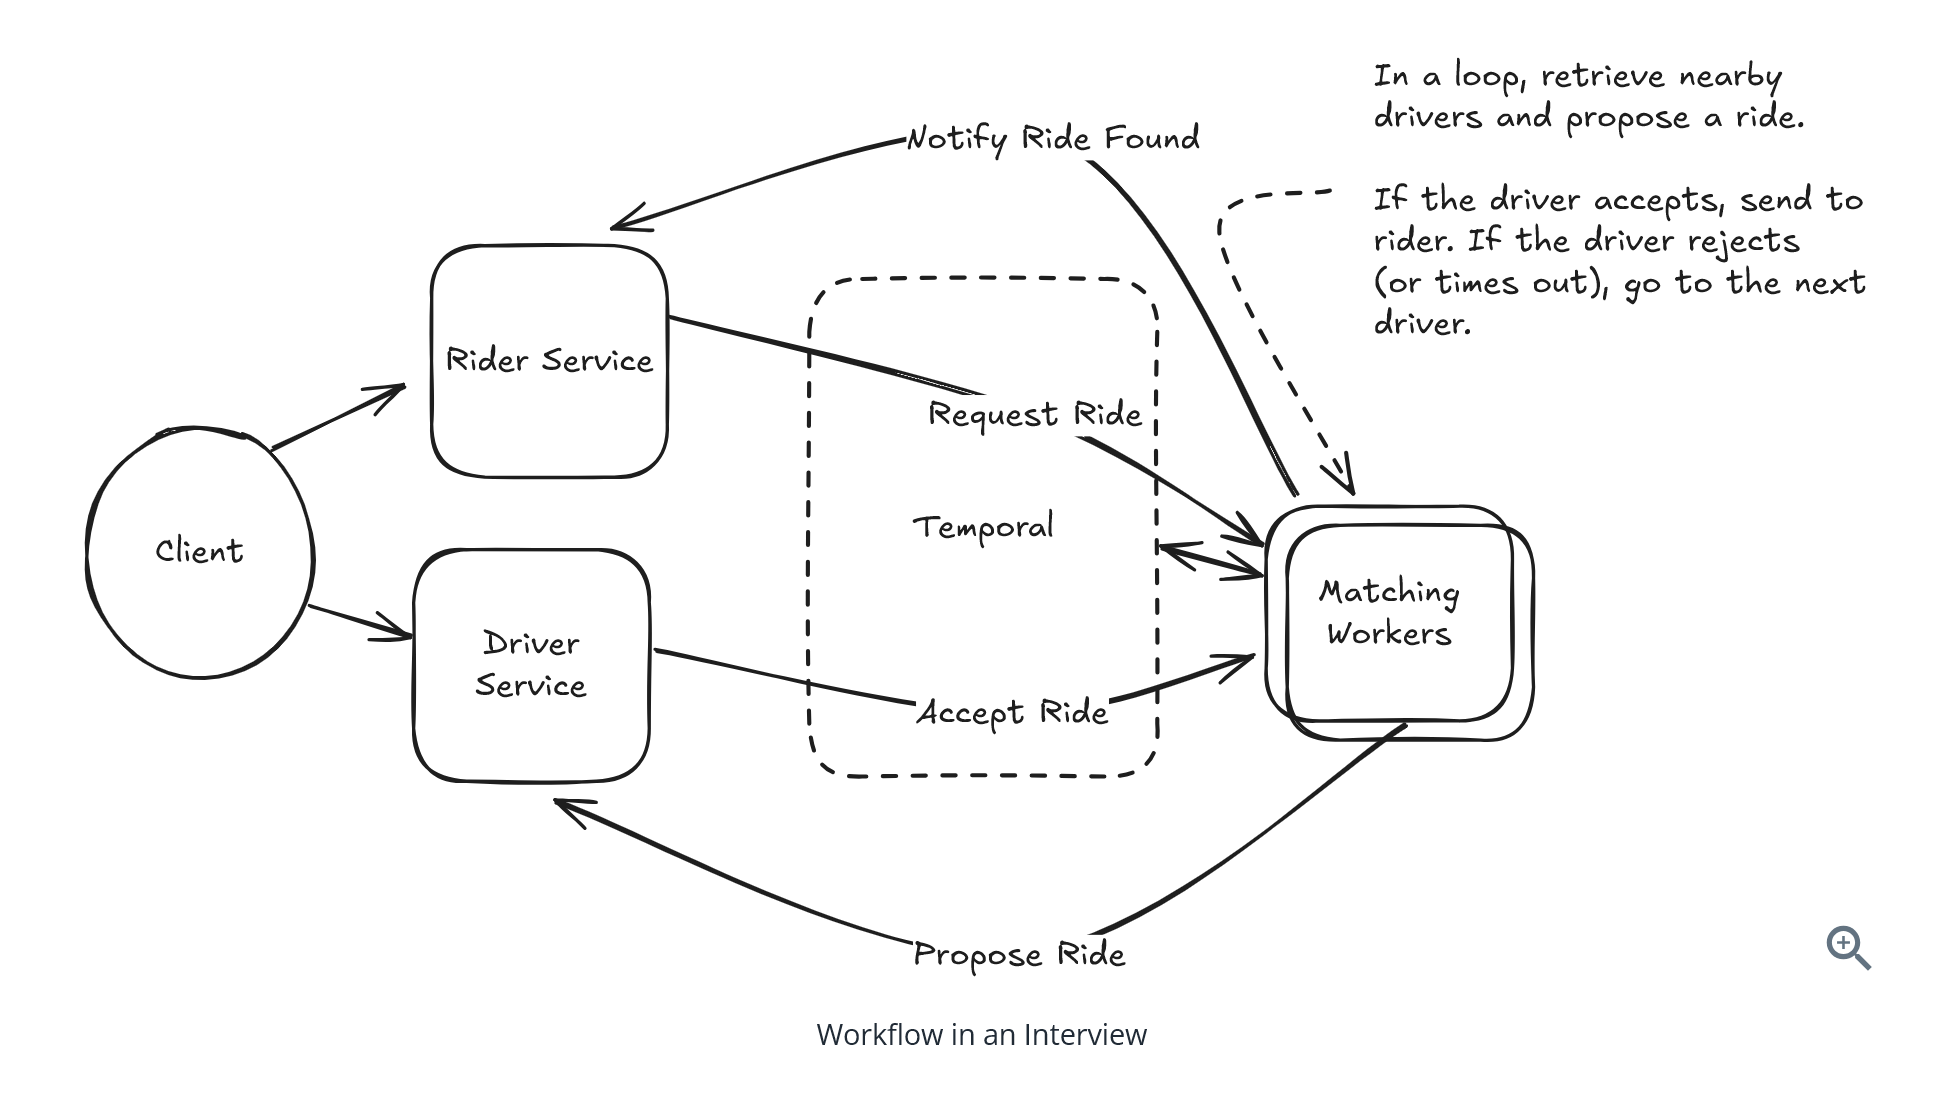 In a loop, retrieve nearby
drivers and propose a ride.
Notify Ride Found
If the driver accepts, send to
rider. If the driver rejects
(or times out), go to the next
driver.
Rider Service
Request Ride
Temporal
Client
Matching
Workers
Driver
Service
Accept Ride
Propose Ride
Workflow in an Interview